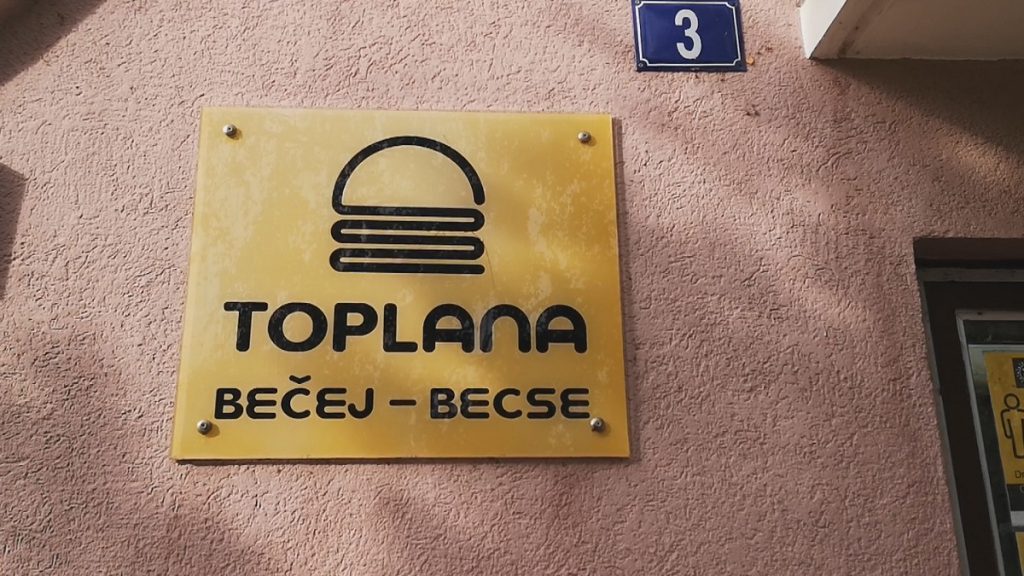 3
TOPLANA
BEČEJ – BECSE